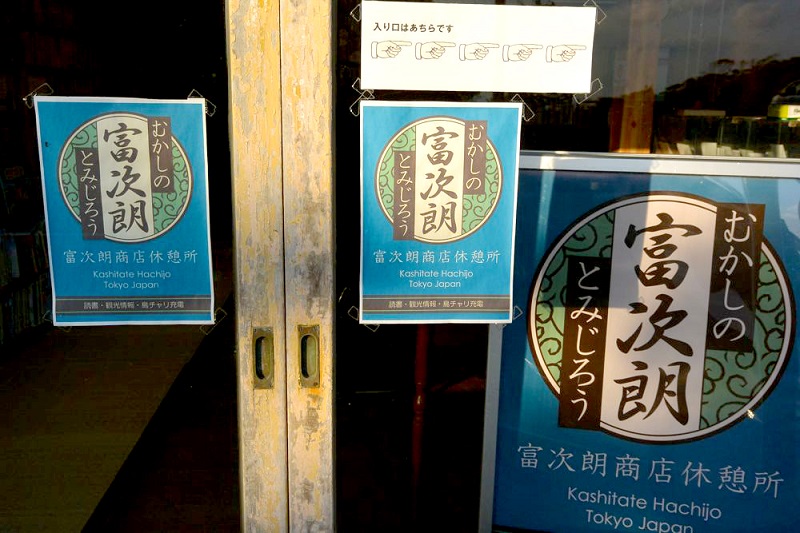 入り口はあちらです
むかしの
富次朗
とみじろう
富次朗商店休憩所
Kashitate Hachijo
Tokyo Japan
読書・観光情報・島チャリ充電
むかしの
富次朗
とみじろう
富次朗商店休憩所
Kashitate Hachijo
Tokyo Japan
読書・観光情報・島チャリ充電
むかしの
富次朗
とみじろう
富次朗商店休憩所
Kashitate Hachijo
Tokyo Japan